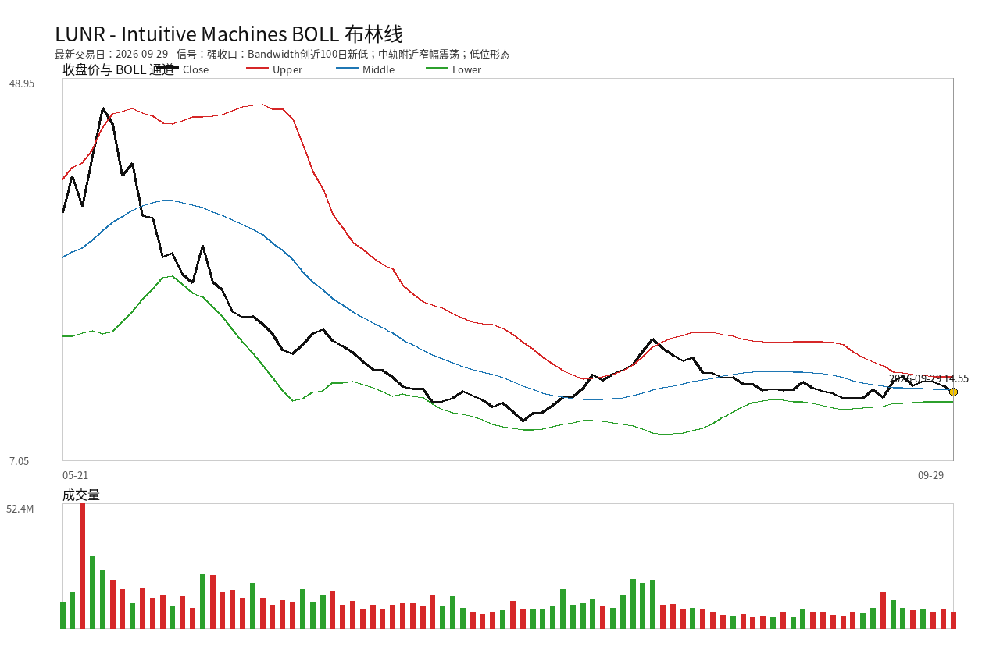 LUNR - Intuitive Machines BOLL 布林线
最新交易日：2026-09-29 信号：强收口：Bandwidth创近100日新低；中轨附近窄幅震荡；低位形态
收盘价与 BOLL 通道 Close Upper Middle Lower
48.95
2026-09-29 14.55
7.05
05-21 09-29
成交量
52.4M